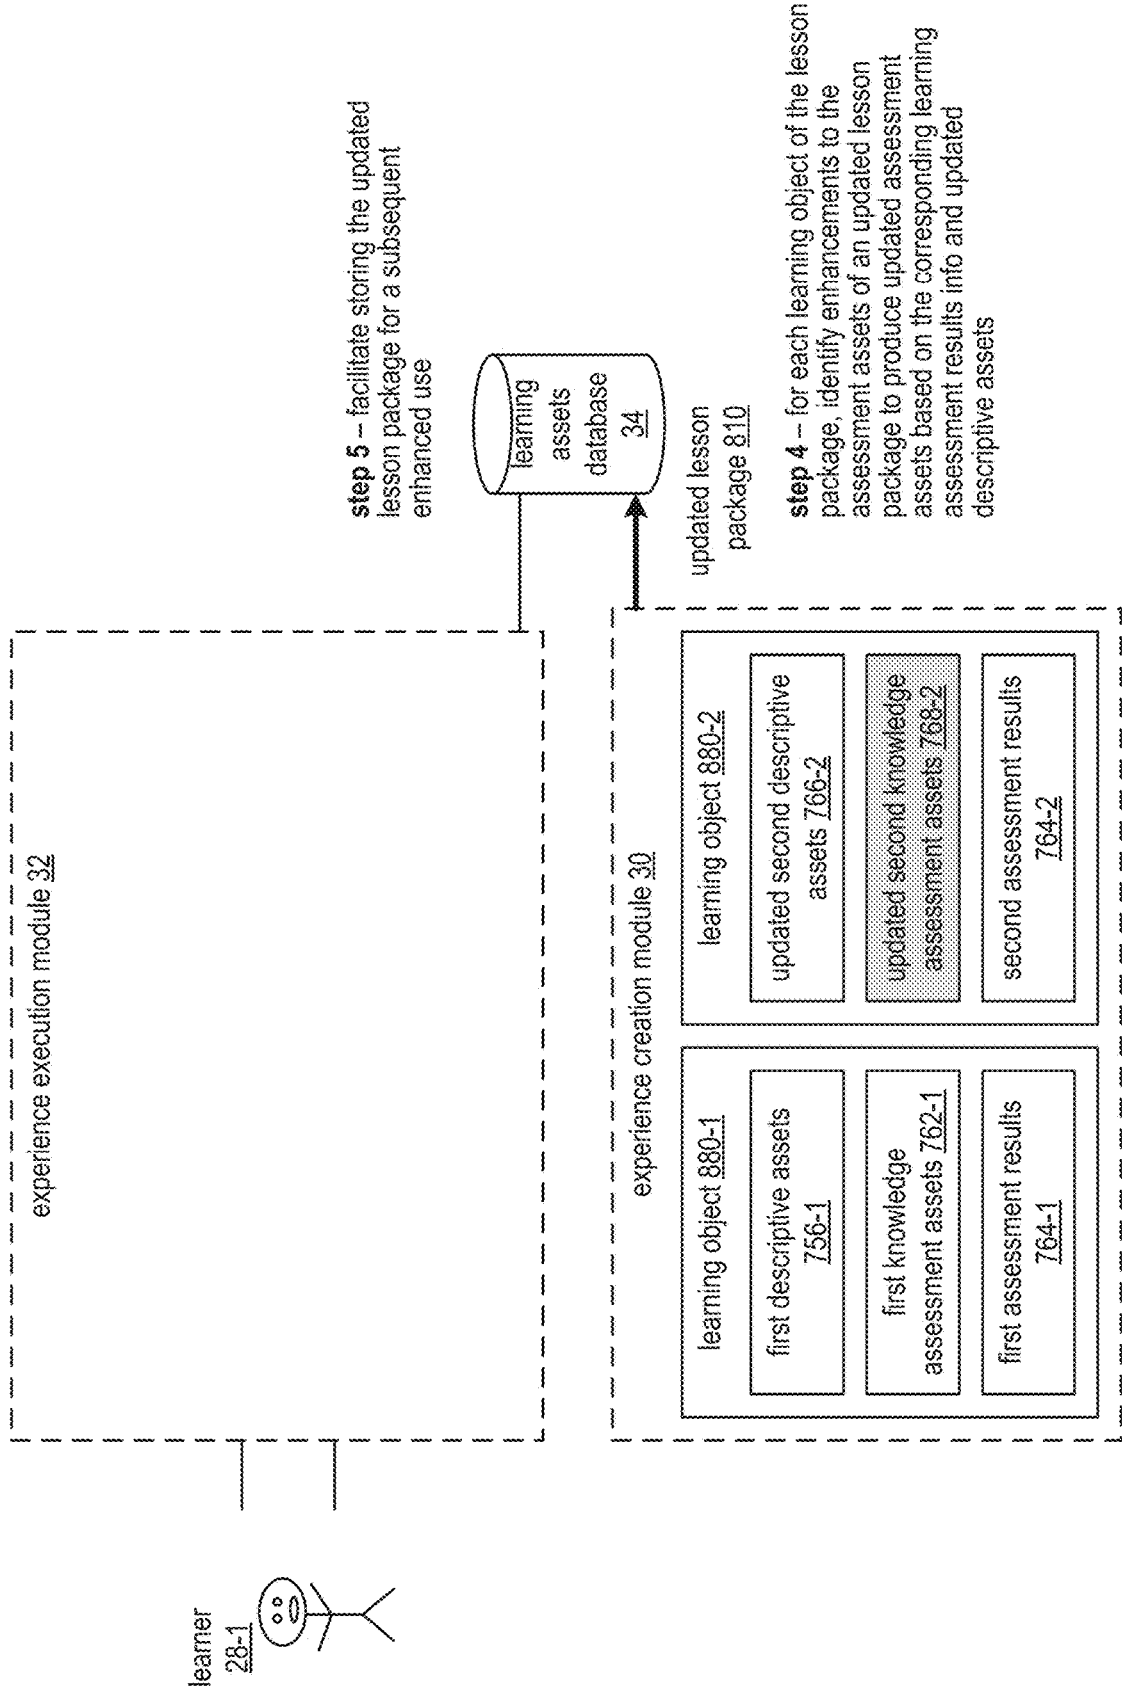 learner
28-1
experience execution module 32
step 5 – facilitate storing the updated
lesson package for a subsequent
enhanced use
learning
assets
database
34
experience creation module 30
learning object 880-1
first descriptive assets
756-1
first knowledge
assessment assets 762-1
first assessment results
764-1
learning object 880-2
updated second descriptive
assets 766-2
updated second knowledge
assessment assets 768-2
second assessment results
764-2
updated lesson
package 810
step 4 – for each learning object of the lesson
package, identify enhancements to the
assessment assets of an updated lesson
package to produce updated assessment
assets based on the corresponding learning
assessment results info and updated
descriptive assets